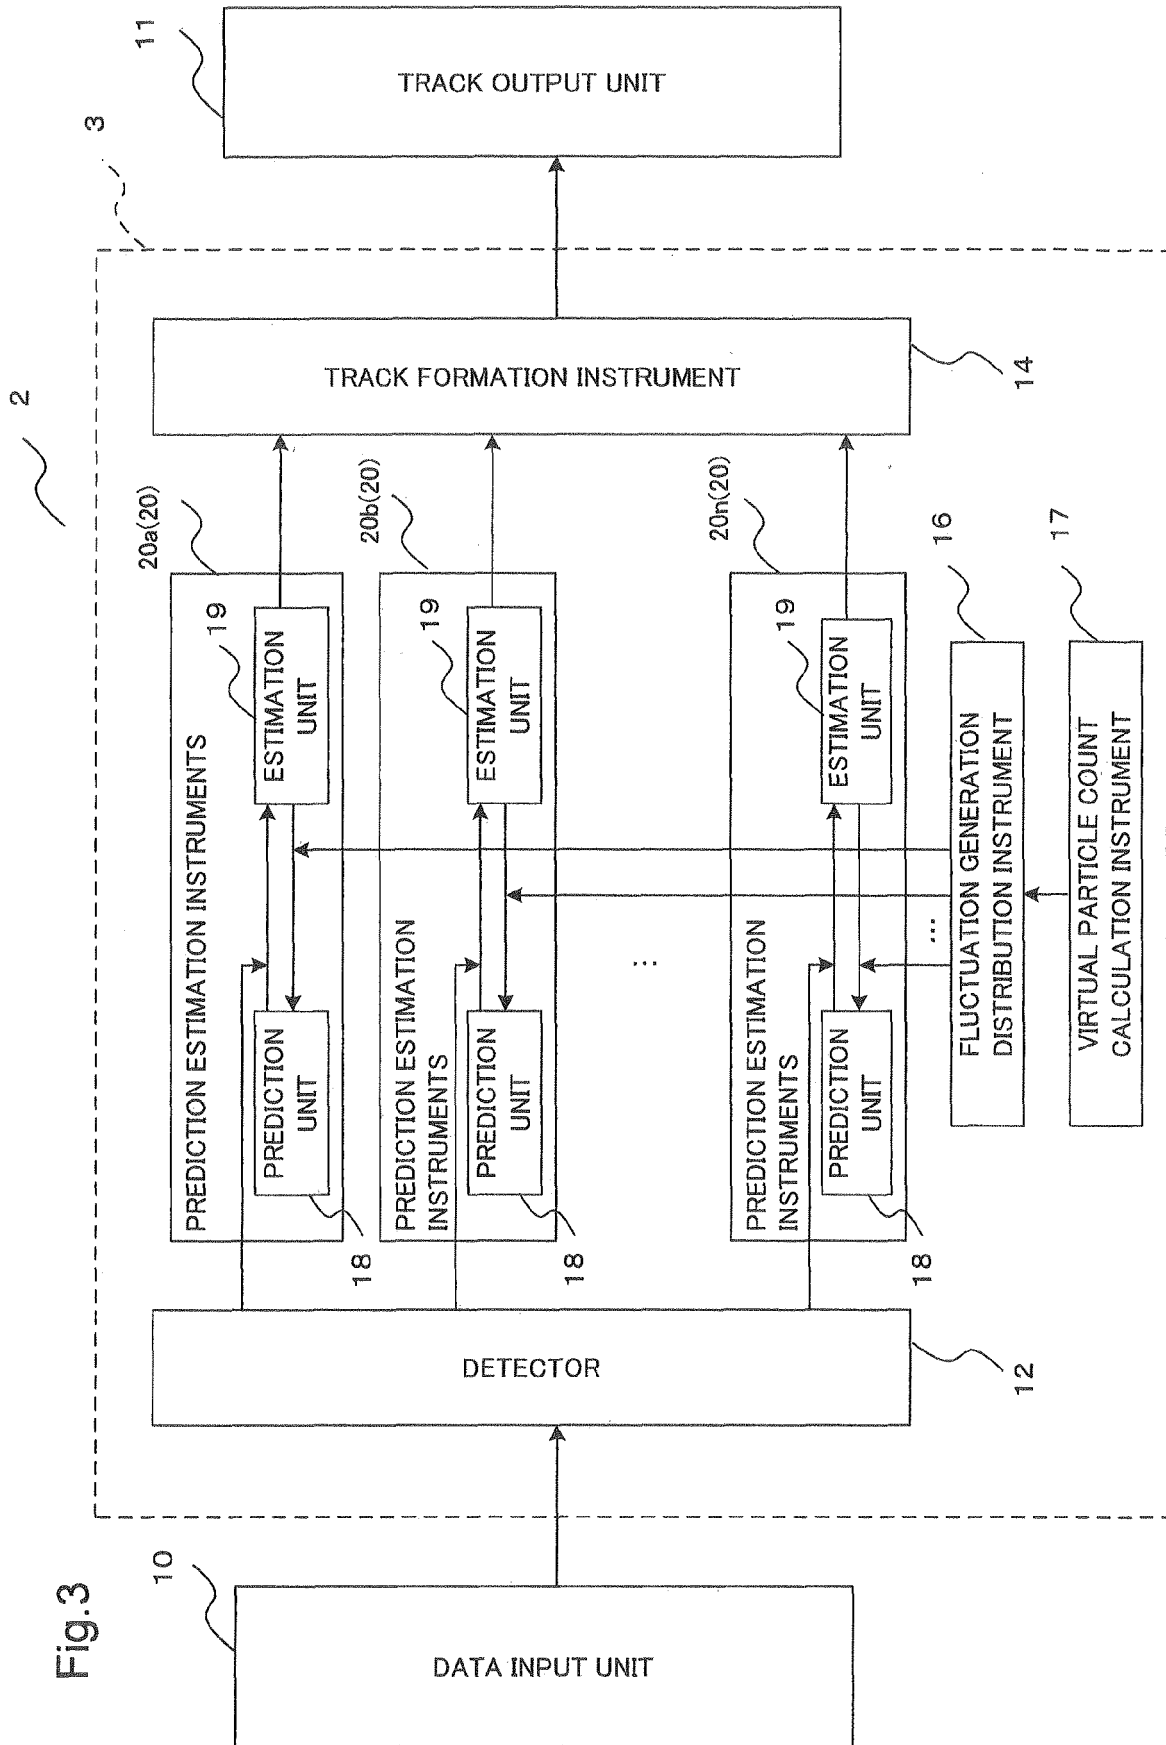 Fig.3
2
3
10
DATA INPUT UNIT
12
DETECTOR
PREDICTION ESTIMATION INSTRUMENTS
20a(20)
18
PREDICTION
UNIT
19
ESTIMATION
UNIT
PREDICTION ESTIMATION
INSTRUMENTS
20b(20)
18
PREDICTION
UNIT
19
ESTIMATION
UNIT
...
PREDICTION ESTIMATION
INSTRUMENTS
20n(20)
18
PREDICTION
UNIT
19
ESTIMATION
UNIT
...
FLUCTUATION GENERATION
DISTRIBUTION INSTRUMENT
16
VIRTUAL PARTICLE COUNT
CALCULATION INSTRUMENT
17
TRACK FORMATION INSTRUMENT
14
TRACK OUTPUT UNIT
11